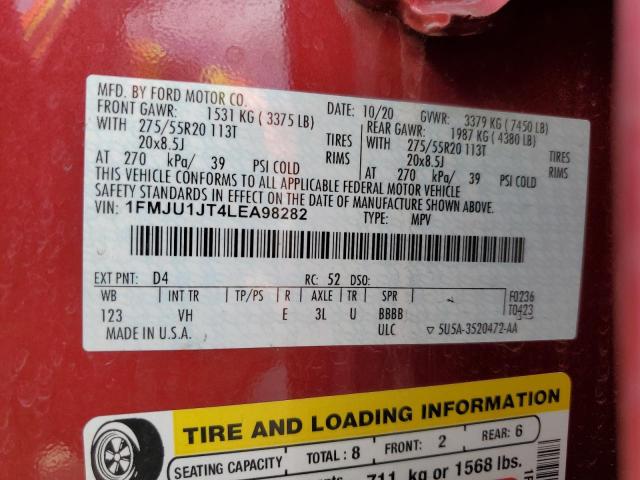 MFD. BY FORD MOTOR CO.
DATE: 10/20 GVWR: 3379 KG (7450 LB)
FRONT GAWR: 1531 KG (3375 LB) REAR GAWR: 1987 KG (4380 LB)
WITH 275/55R20 113T TIRES WITH 275/55R20 113T TIRES
20x8.5J RIMS 20x8.5J RIMS
AT 270 kPa/ 39 PSI COLD AT 270 kPa/ 39 PSI COLD
THIS VEHICLE CONFORMS TO ALL APPLICABLE FEDERAL MOTOR VEHICLE
SAFETY STANDARDS IN EFFECT ON THE DATE OF MANUFACTURE SHOWN ABOVE.
VIN: 1FMJU1JT4LEA98282 TYPE: MPV
EXT PNT: D4 RC: 52 DSO:
WB INT TR TP/PS R AXLE TR SPR F0236
123 VH E 3L U BBBB T0423
MADE IN U.S.A. ULC ▽ 5U5A-3520472-AA
TIRE AND LOADING INFORMATION
SEATING CAPACITY TOTAL: 8 FRONT: 2 REAR: 6
711 kg or 1568 lbs.